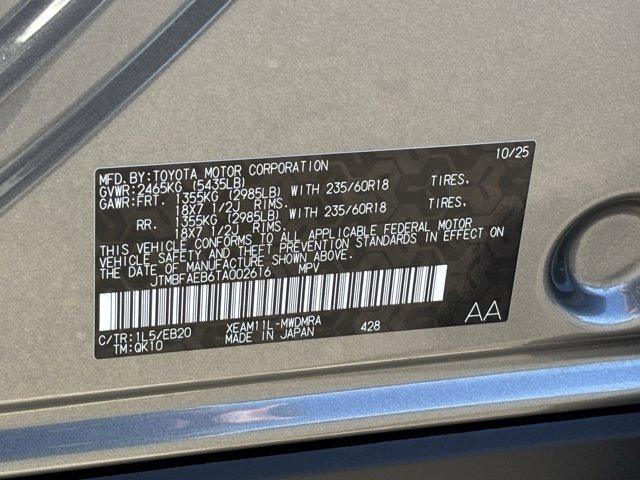 MFD.BY:TOYOTA MOTOR CORPORATION 10/25
GVWR:2465KG (5435LB)
GAWR:FRT. 1355KG (2985LB) WITH 235/60R18 TIRES.
18X7 1/2J RIMS.
RR. 1355KG (2985LB) WITH 235/60R18 TIRES.
18X7 1/2J RIMS.
THIS VEHICLE CONFORMS TO ALL APPLICABLE FEDERAL MOTOR
VEHICLE SAFETY AND THEFT PREVENTION STANDARDS IN EFFECT ON
THE DATE OF MANUFACTURE SHOWN ABOVE.
JTMBFAEB6TA002616 MPV
C/TR:1L5/EB20 XEAM11L-MWDMRA 428 AA
TM:QK10 MADE IN JAPAN